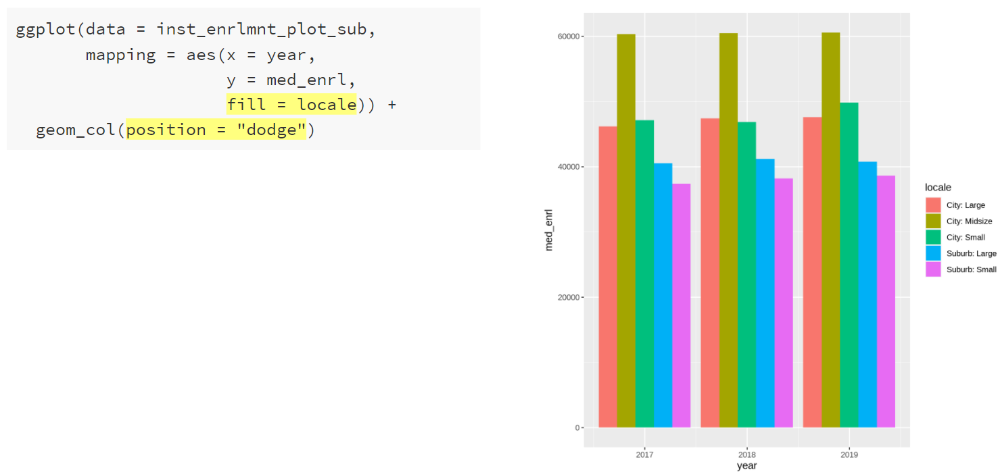 ggplot(data = inst_enrlmnt_plot_sub,
       mapping = aes(x = year,
                     y = med_enrl,
                     fill = locale)) +
  geom_col(position = "dodge")
60000
40000
20000
0
med_enrl
2017 2018 2019
year
locale
City: Large
City: Midsize
City: Small
Suburb: Large
Suburb: Small